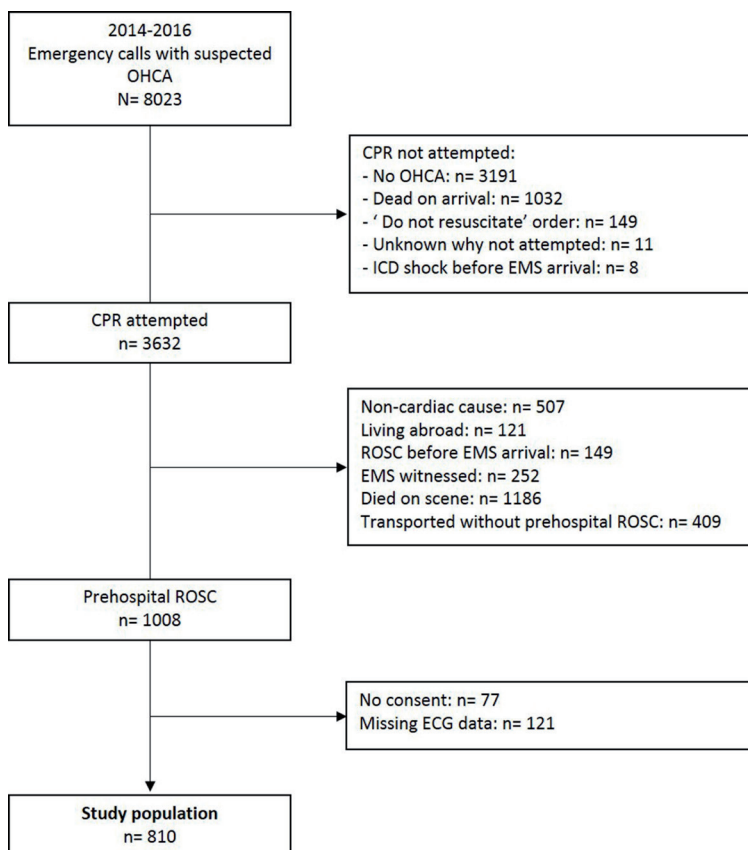 2014-2016
Emergency calls with suspected
OHCA
N= 8023
CPR not attempted:
- No OHCA: n= 3191
- Dead on arrival: n= 1032
-‘ Do not resuscitate’ order: n= 149
- Unknown why not attempted: n= 11
- ICD shock before EMS arrival: n= 8
CPR attempted
n= 3632
Non-cardiac cause: n= 507
Living abroad: n= 121
ROSC before EMS arrival: n= 149
EMS witnessed: n= 252
Died on scene: n= 1186
Transported without prehospital ROSC: n= 409
Prehospital ROSC
n= 1008
No consent: n= 77
Missing ECG data: n= 121
Study population
n= 810